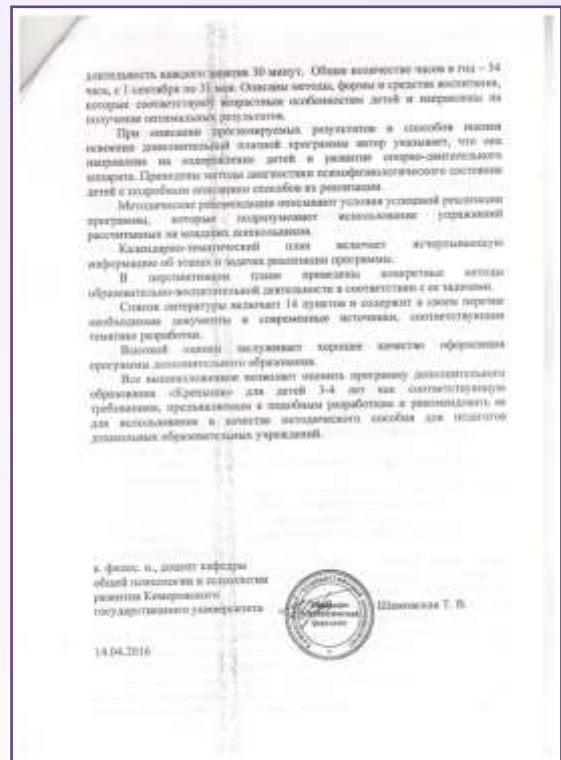 длительность каждого занятия 30 минут. Общее количество часов в год – 34
часа, с 1 сентября по 31 мая. Описаны методы, формы и средства воспитания,
которые соответствуют возрастным особенностям детей и направлены на
получение оптимальных результатов.
При описании прогнозируемых результатов и способов оценки
освоения дополнительной платной программы автор указывает, что она
направлена на оздоровление детей и развитие опорно-двигательного
аппарата. Приведены методы диагностики психофизиологического состояния
детей с подробным описанием способов их реализации.
Методические рекомендации описывают условия успешной реализации
программы, которые подразумевают использование упражнений
рассчитанных на младших дошкольников.
Календарно-тематический план включает исчерпывающую
информацию об этапах и задачах реализации программы.
В перспективном плане приведены конкретные методы
образовательно-воспитательной деятельности в соответствии с ее задачами.
Список литературы включает 16 пунктов и содержит в своем перечне
необходимые документы и современные источники, соответствующие
тематике разработки.
Высокой оценки заслуживает хорошее качество оформления
программы дополнительного образования.
Все вышеизложенное позволяет оценить программу дополнительного
образования «Крепыши» для детей 3-4 лет как соответствующую
требованиям, предъявляемым к подобным разработкам и рекомендовать ее
для использования в качестве методического пособия для педагогов
дошкольных образовательных учреждений.
к. филос. н., доцент кафедры
общей психологии и психологии
развития Кемеровского
государственного университета
Т. В.
14.04.2016